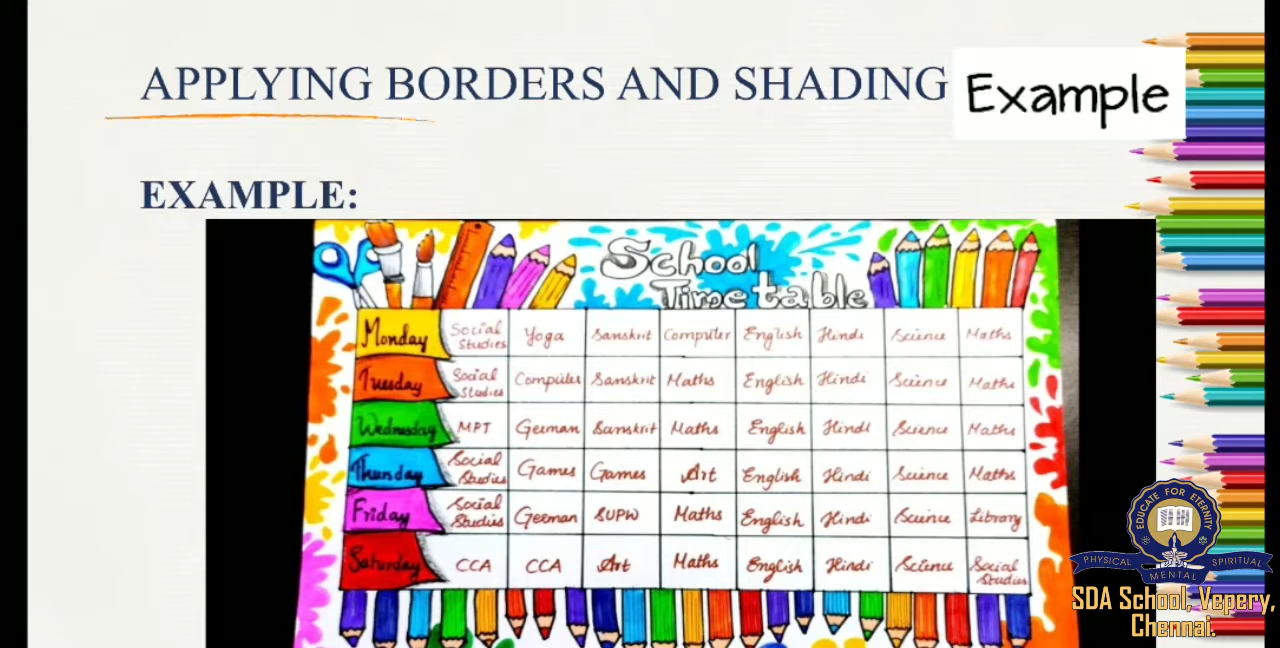 APPLYING BORDERS AND SHADING
Example
EXAMPLE:
School
Timetable
Monday Social Studies Yoga Sanskrit Computer English Hindi Science Maths
Tuesday Social Studies Computer Sanskrit Maths English Hindi Science Maths
Wednesday MPT German Sanskrit Maths English Hindi Science Maths
Thursday Social Studies Games Games Art English Hindi Science Maths
Friday Social Studies German SUPW Maths English Hindi Science Library
Saturday CCA CCA Art Maths English Hindi Science Social Studies
EDUCATE FOR ETERNITY
PHYSICAL MENTAL SPIRITUAL
SDA School, Vepery,
Chennai.